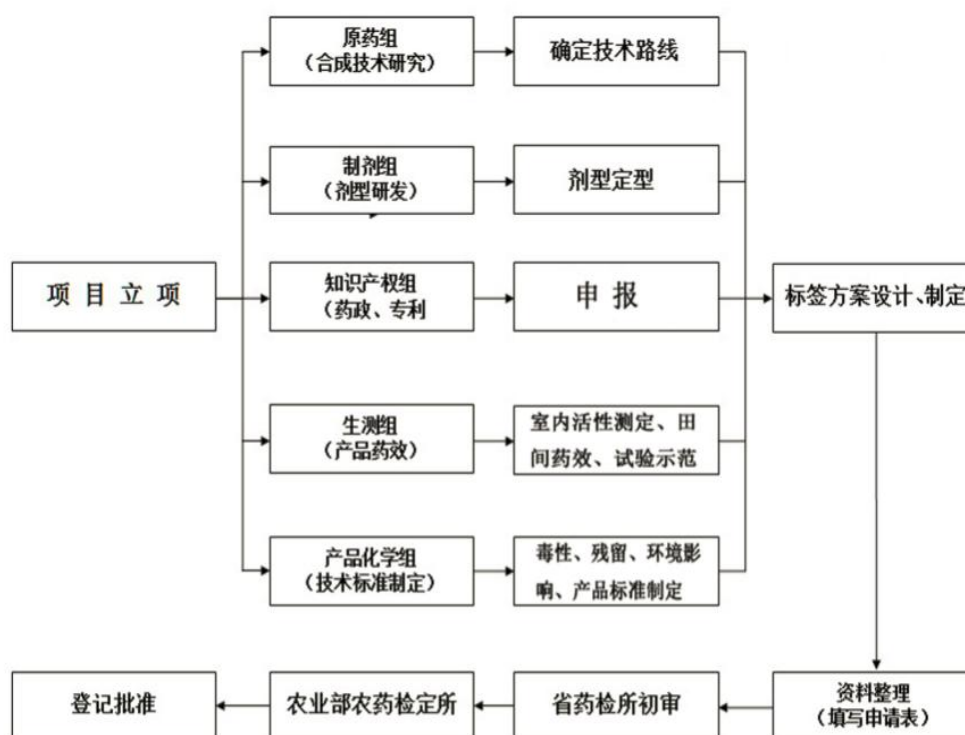 原药组
(合成技术研究)
确定技术路线
制剂组
(剂型研发)
剂型定型
项目立项
知识产权组
(药政、专利
申报
标签方案设计、制定
生测组
(产品药效)
室内活性测定、田
间药效、试验示范
产品化学组
(技术标准制定)
毒性、残留、环境影
响、产品标准制定
登记批准
农业部农药检定所
省药检所初审
资料整理
(填写申请表)